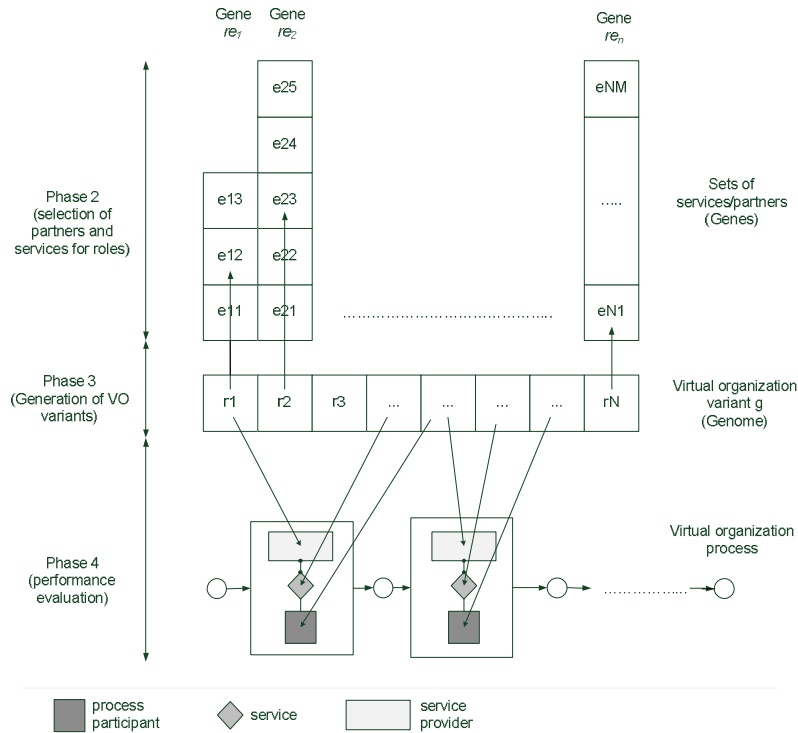 Gene
re1
Gene
re2
Gene
ren
e25
eNM
e24
Phase 2
(selection of
partners and
services for roles)
e13
e23
.....
Sets of
services/partners
(Genes)
e12
e22
e11
e21
……………………………………..
eN1
Phase 3
(Generation of VO
variants)
r1
r2
r3
...
...
...
...
rN
Virtual organization
variant g
(Genome)
Phase 4
(performance
evaluation)
Virtual organization
process
………………..
process
participant
service
service
provider